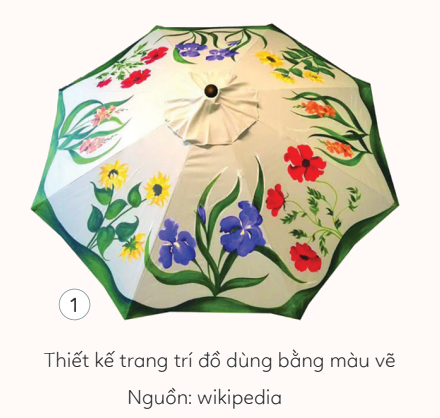 1
Thiết kế trang trí đồ dùng bằng màu vẽ
Nguồn: wikipedia